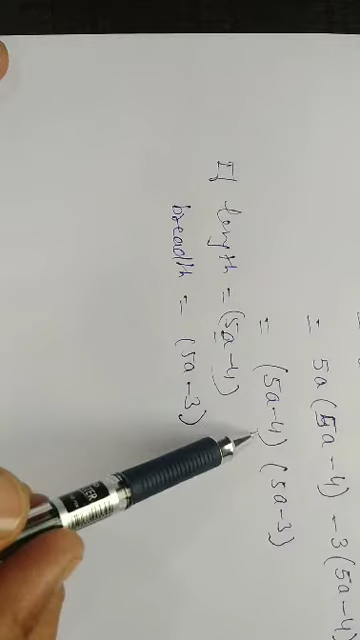 = 5a (5a - 4) - 3 (5a - 4)
= (5a - 4) (5a - 3)
If length = (5a - 4)
breadth = (5a - 3)